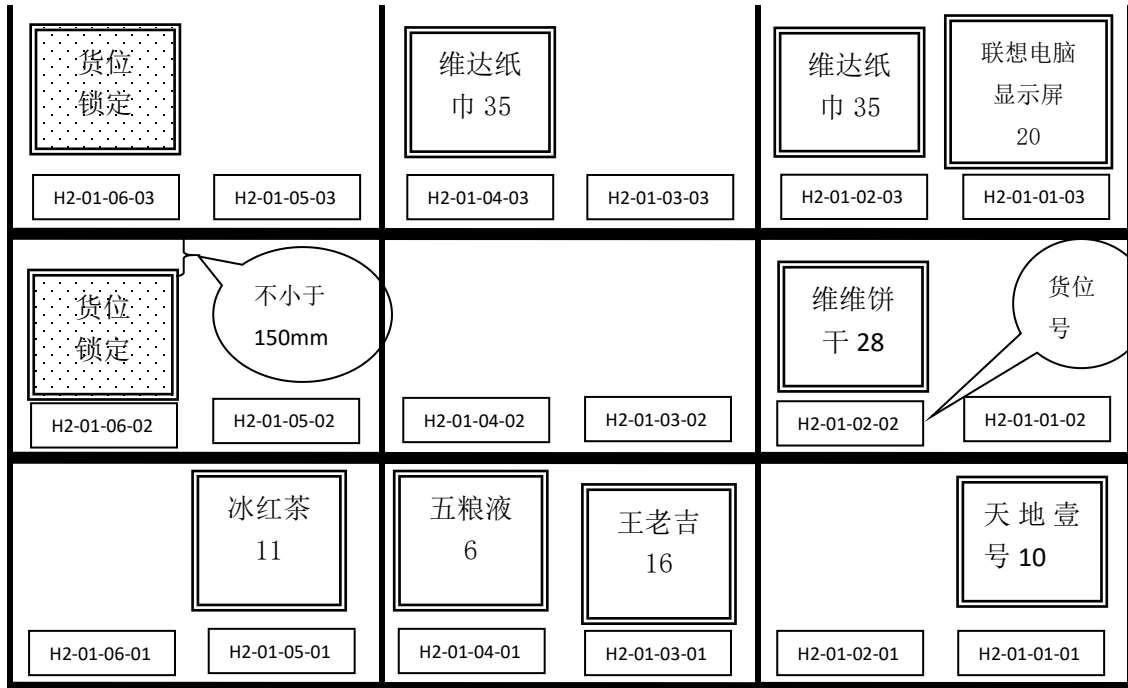 货位
锁定
维达纸
巾 35
维达纸
巾 35
联想电脑
显示屏
20
H2-01-06-03
H2-01-05-03
H2-01-04-03
H2-01-03-03
H2-01-02-03
H2-01-01-03
货位
锁定
不小于
150mm
维维饼
干 28
货位
号
H2-01-06-02
H2-01-05-02
H2-01-04-02
H2-01-03-02
H2-01-02-02
H2-01-01-02
冰红茶
11
五粮液
6
王老吉
16
天 地 壹
号 10
H2-01-06-01
H2-01-05-01
H2-01-04-01
H2-01-03-01
H2-01-02-01
H2-01-01-01